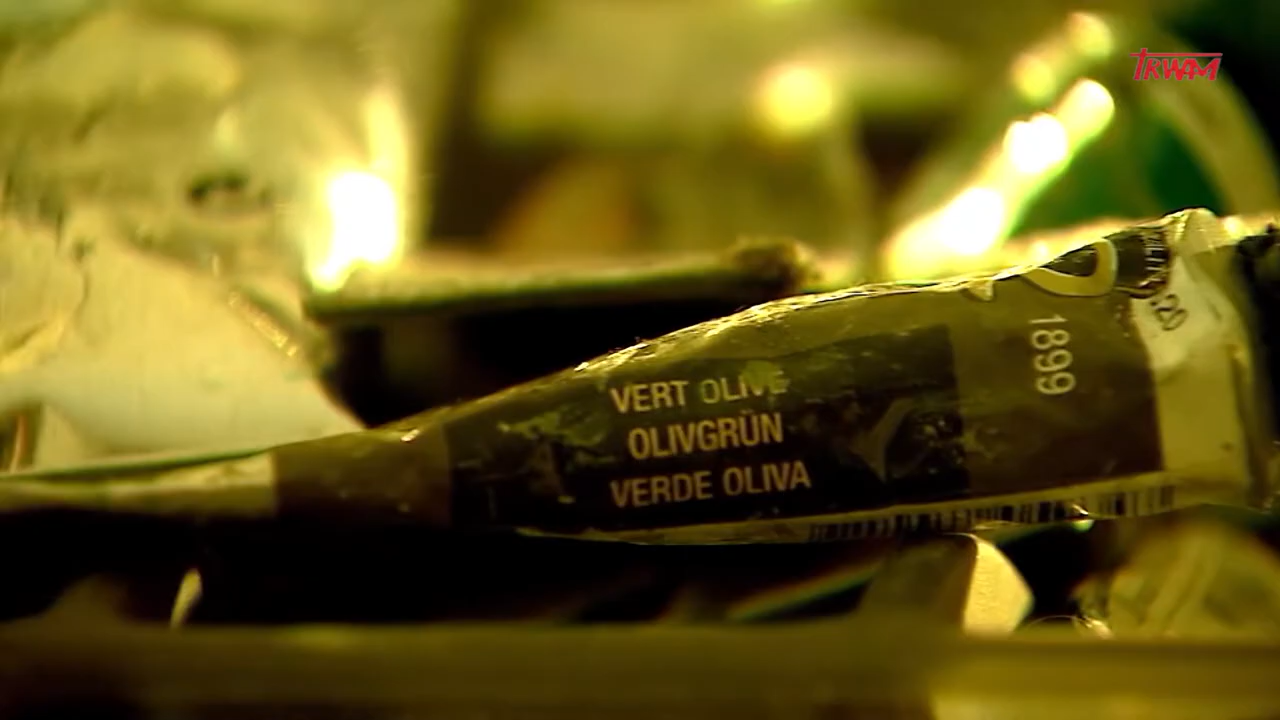 TRWAM
VERT OLIVE
OLIVGRÜN
VERDE OLIVA
1899